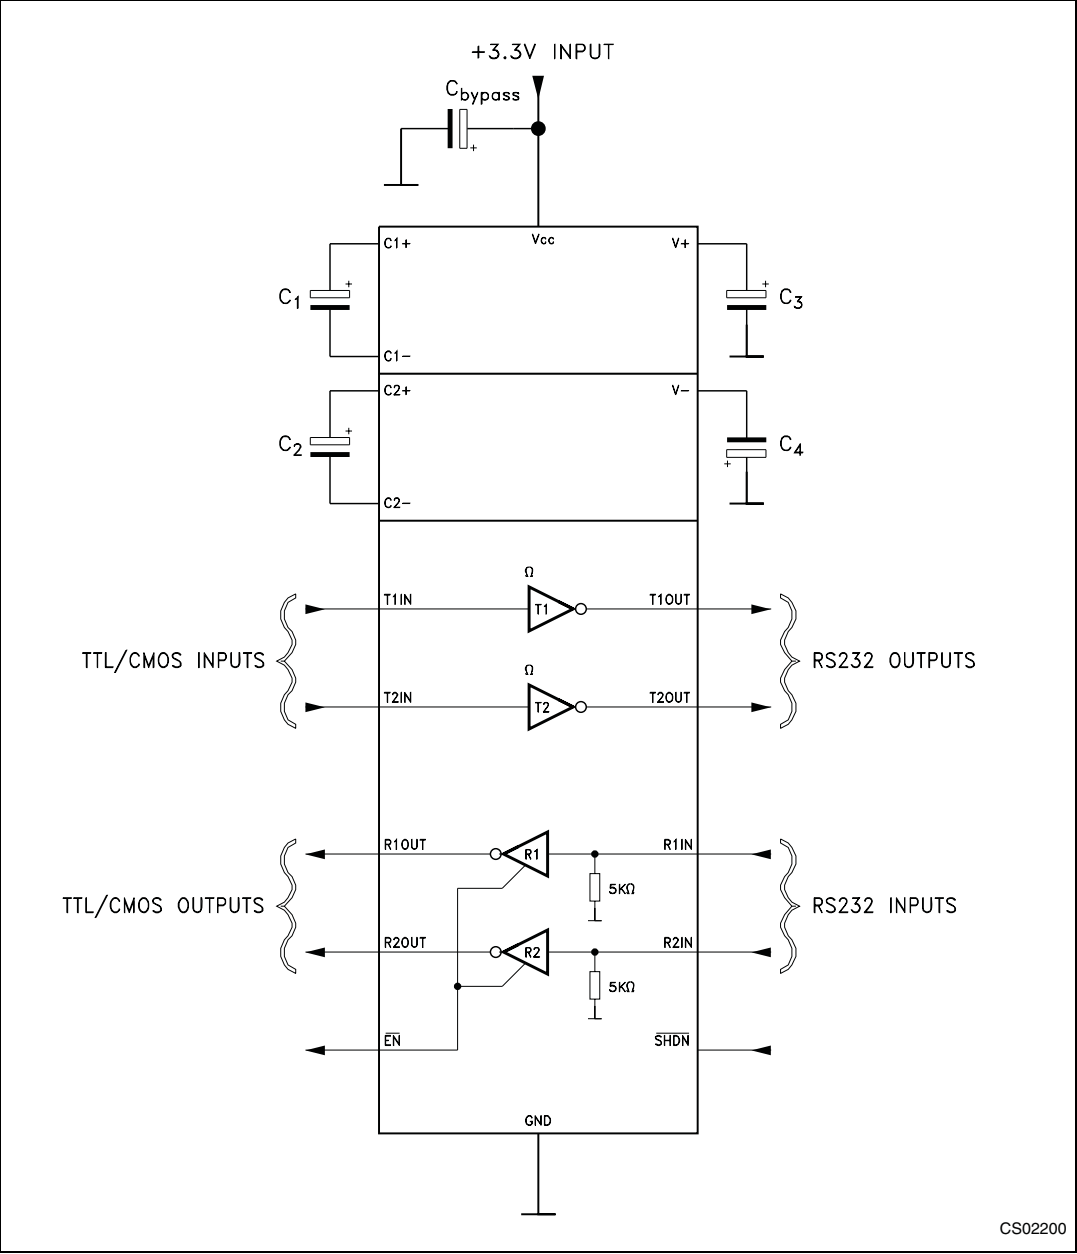 +3.3V INPUT
Cbypass
+
Vcc
C1+
V+
C1
+
+
C3
C1-
C2+
V-
C2
+
C4
+
C2-
Ω
T1IN
T1
T1OUT
TTL/CMOS INPUTS
RS232 OUTPUTS
Ω
T2IN
T2
T2OUT
R1OUT
R1
R1IN
5KΩ
TTL/CMOS OUTPUTS
RS232 INPUTS
R2OUT
R2
R2IN
5KΩ
EN
SHDN
GND
CS02200